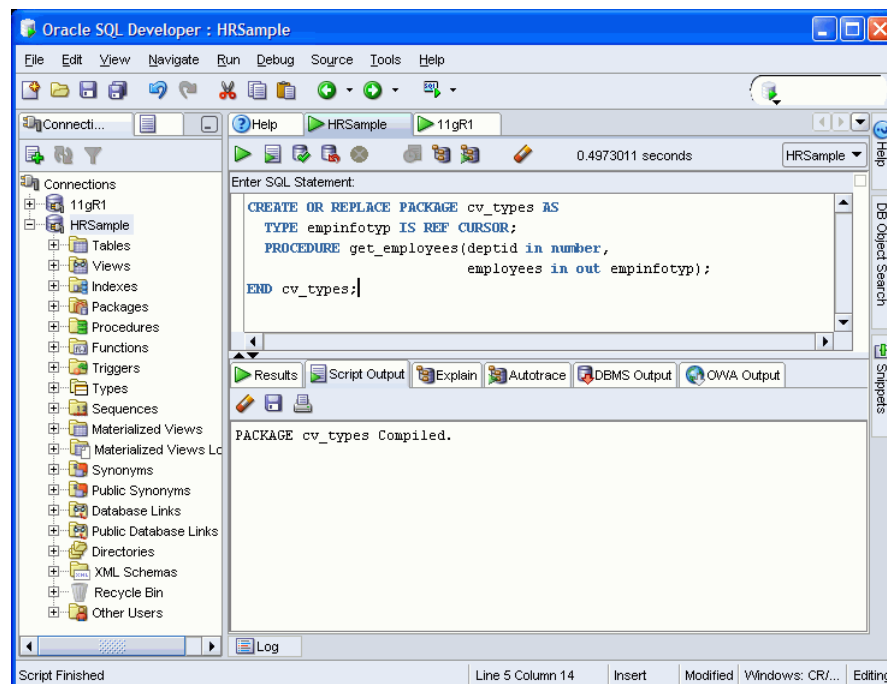 Oracle SQL Developer : HRSample
File Edit View Navigate Run Debug Source Tools Help
Connecti...
Help HRSample 11gR1
0.4973011 seconds HRSample
Connections
11gR1
HRSample
Tables
Views
Indexes
Packages
Procedures
Functions
Triggers
Types
Sequences
Materialized Views
Materialized Views Lo
Synonyms
Public Synonyms
Database Links
Public Database Links
Directories
XML Schemas
Recycle Bin
Other Users
Enter SQL Statement:
CREATE OR REPLACE PACKAGE cv_types AS
TYPE empinfotyp IS REF CURSOR;
PROCEDURE get_employees(deptid in number,
employees in out empinfotyp);
END cv_types;
Results Script Output Explain Autotrace DBMS Output OWA Output
PACKAGE cv_types Compiled.
Log
Help
DB Object Search
Snippets
Script Finished Line 5 Column 14 Insert Modified Windows: CR/... Editing